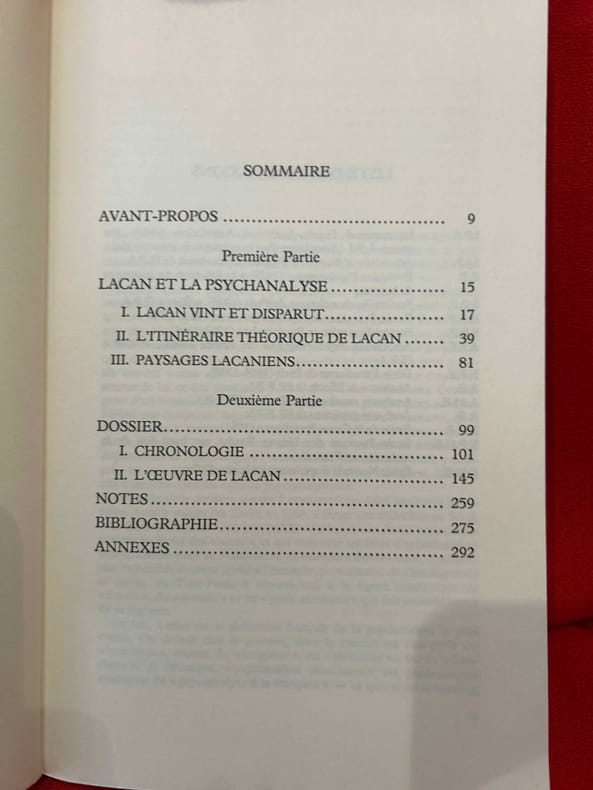 SOMMAIRE
AVANT-PROPOS ........................................ 9
Première Partie
LACAN ET LA PSYCHANALYSE .................... 15
I. LACAN VINT ET DISPARUT..................... 17
II. L'ITINÉRAIRE THÉORIQUE DE LACAN ....... 39
III. PAYSAGES LACANIENS.......................... 81
Deuxième Partie
DOSSIER.................................................. 99
I. CHRONOLOGIE ................................... 101
II. L'ŒUVRE DE LACAN............................ 145
NOTES.................................................... 259
BIBLIOGRAPHIE........................................ 275
ANNEXES ................................................ 292